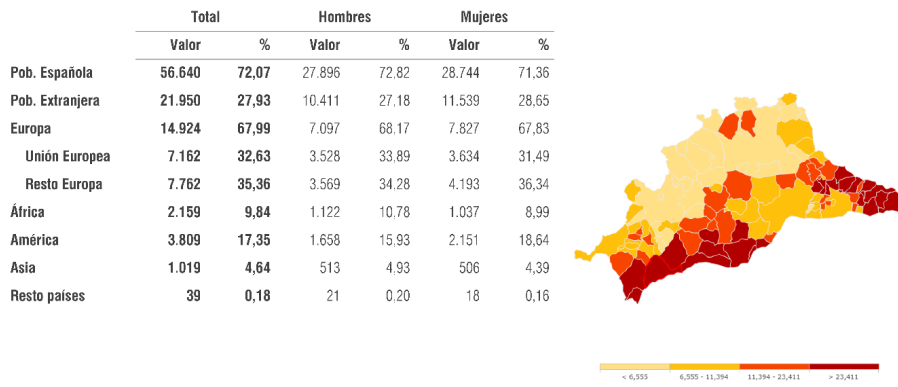 Total Hombres Mujeres
Valor % Valor % Valor %
Pob. Española 56.640 72,07 27.896 72,82 28.744 71,36
Pob. Extranjera 21.950 27,93 10.411 27,18 11.539 28,65
Europa 14.924 67,99 7.097 68,17 7.827 67,83
Unión Europea 7.162 32,63 3.528 33,89 3.634 31,49
Resto Europa 7.762 35,36 3.569 34,28 4.193 36,34
África 2.159 9,84 1.122 10,78 1.037 8,99
América 3.809 17,35 1.658 15,93 2.151 18,64
Asia 1.019 4,64 513 4,93 506 4,39
Resto países 39 0,18 21 0,20 18 0,16
< 6,555 6,555 - 11,394 11,394 - 23,411 > 23,411